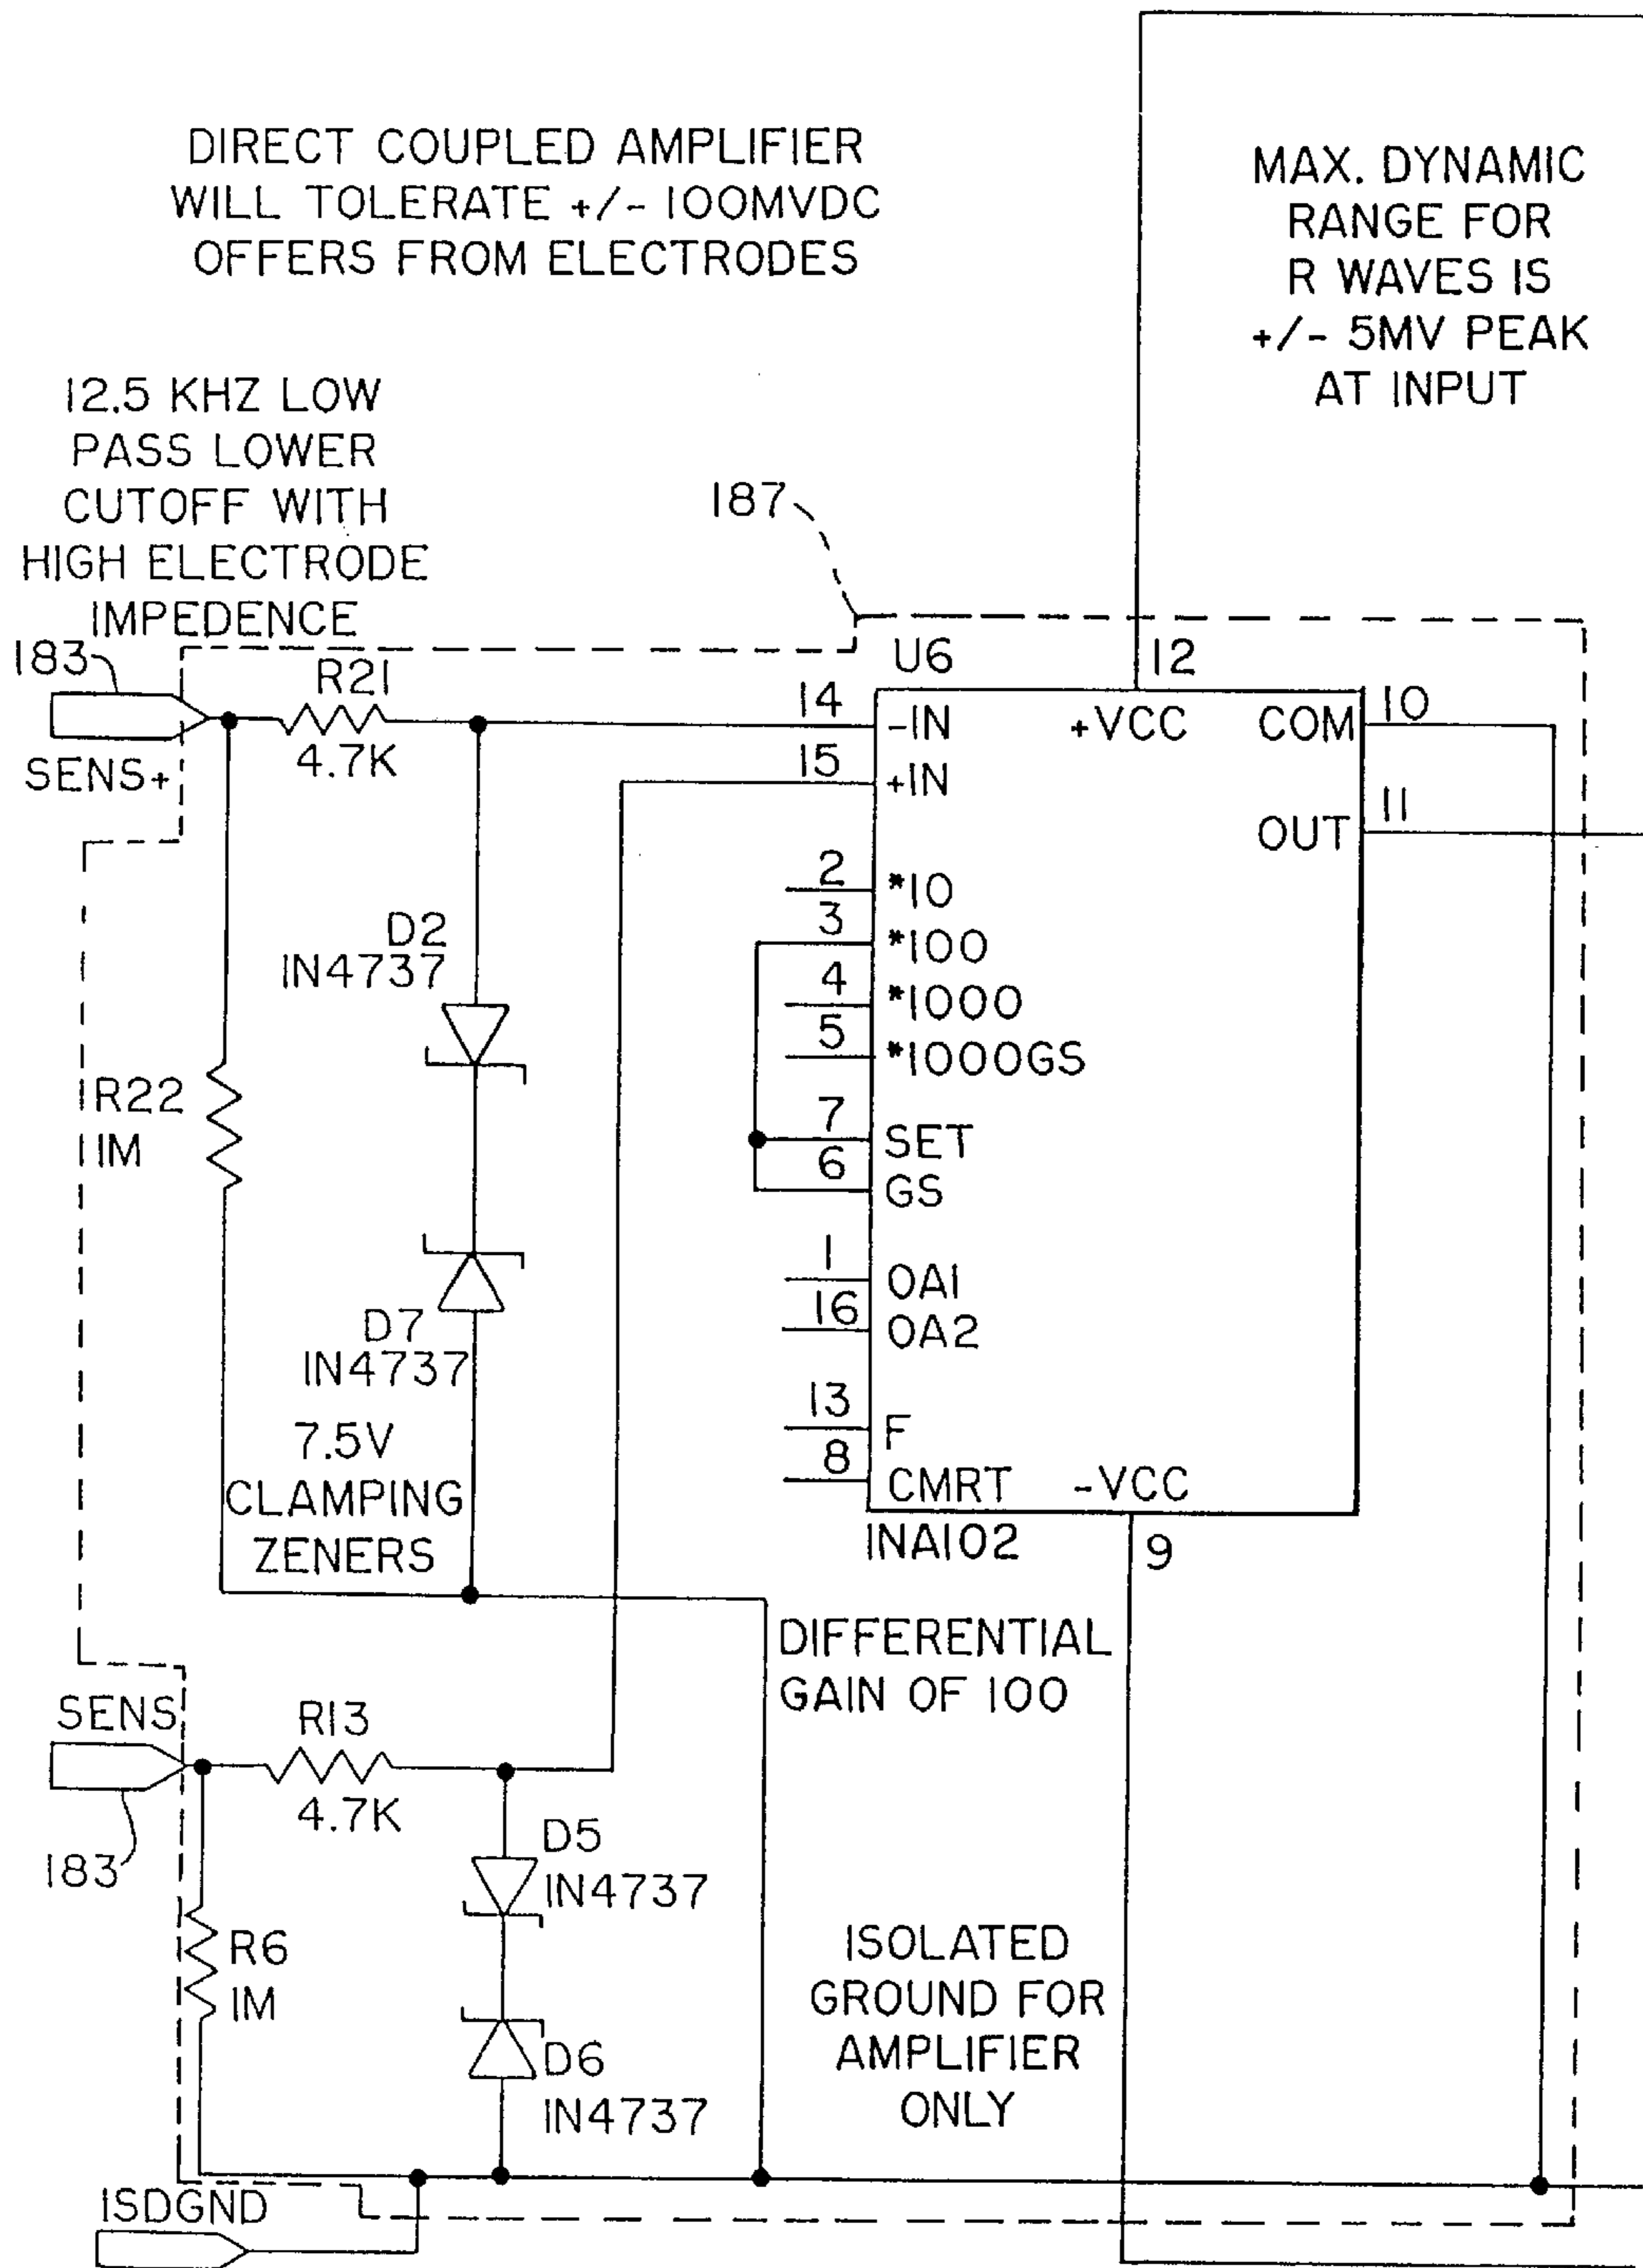 DIRECT COUPLED AMPLIFIER
WILL TOLERATE +/- 100MVDC
OFFERS FROM ELECTRODES
MAX. DYNAMIC
RANGE FOR
R WAVES IS
+/- 5MV PEAK
AT INPUT
12.5 KHZ LOW
PASS LOWER
CUTOFF WITH
HIGH ELECTRODE
IMPEDENCE
187
183
SENS+
R21
4.7K
U6
12
14
-IN
+VCC
COM
10
15
+IN
11
OUT
2
*10
3
*100
4
*1000
5
*1000GS
7
SET
6
GS
1
OA1
16
OA2
13
F
8
CMRT
-VCC
INA102
9
D2
IN4737
R22
1M
D7
IN4737
7.5V
CLAMPING
ZENERS
DIFFERENTIAL
GAIN OF 100
SENS
183
R13
4.7K
D5
IN4737
R6
1M
D6
IN4737
ISOLATED
GROUND FOR
AMPLIFIER
ONLY
ISDGND